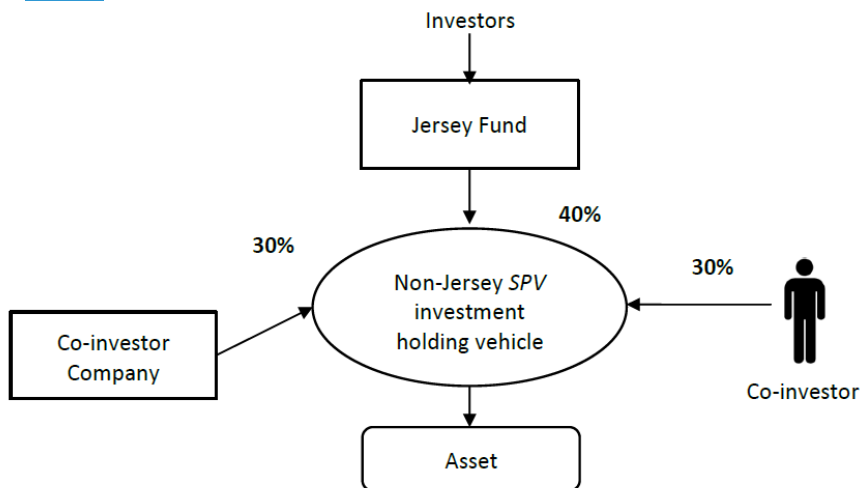 Investors
Jersey Fund
40%
30%
30%
Non-Jersey SPV
investment
holding vehicle
Co-investor
Company
Co-investor
Asset